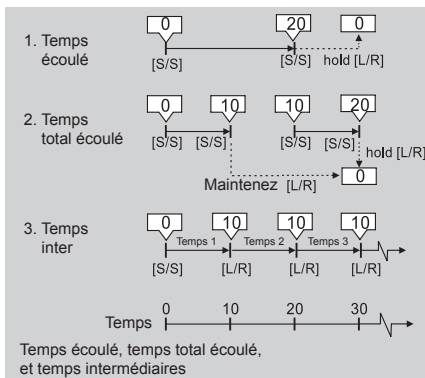 0 20 0
1. Temps
écoulé
[S/S] [S/S] hold [L/R]
0 10 10 20
2. Temps
total écoulé
[S/S] [S/S] [S/S] [S/S] hold [L/R]
0
Maintenez [L/R]
0 10 10 10
3. Temps
inter
Temps 1 Temps 2 Temps 3
[S/S] [L/R] [L/R] [L/R]
0 10 20 30
Temps
Temps écoulé, temps total écoulé,
et temps intermédiaires